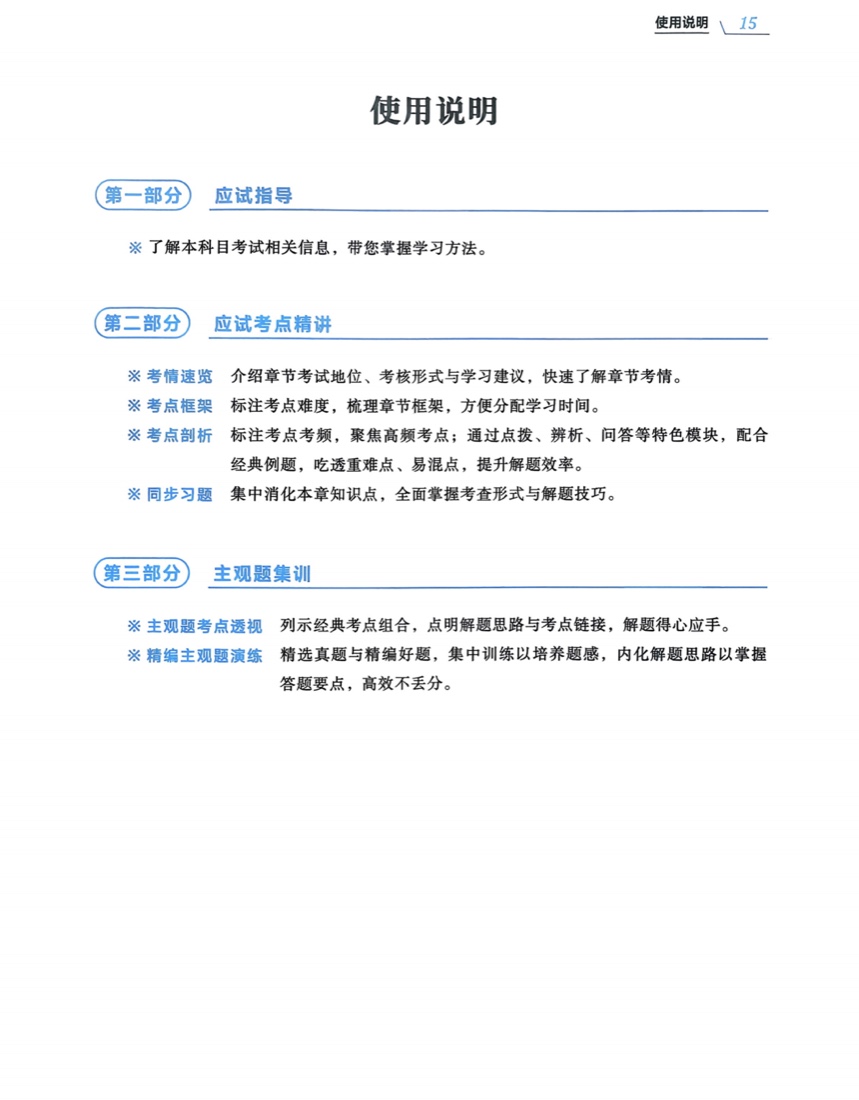 使用说明 15
使用说明
第一部分 应试指导
※ 了解本科目考试相关信息，带您掌握学习方法。
第二部分 应试考点精讲
※ 考情速览 介绍章节考试地位、考核形式与学习建议，快速了解章节考情。
※ 考点框架 标注考点难度，梳理章节框架，方便分配学习时间。
※ 考点剖析 标注考点考频，聚焦高频考点；通过点拨、辨析、问答等特色模块，配合
经典例题，吃透重难点、易混点，提升解题效率。
※ 同步习题 集中消化本章知识点，全面掌握考查形式与解题技巧。
第三部分 主观题集训
※ 主观题考点透视 列示经典考点组合，点明解题思路与考点链接，解题得心应手。
※ 精编主观题演练 精选真题与精编好题，集中训练以培养题感，内化解题思路以掌握
答题要点，高效不丢分。